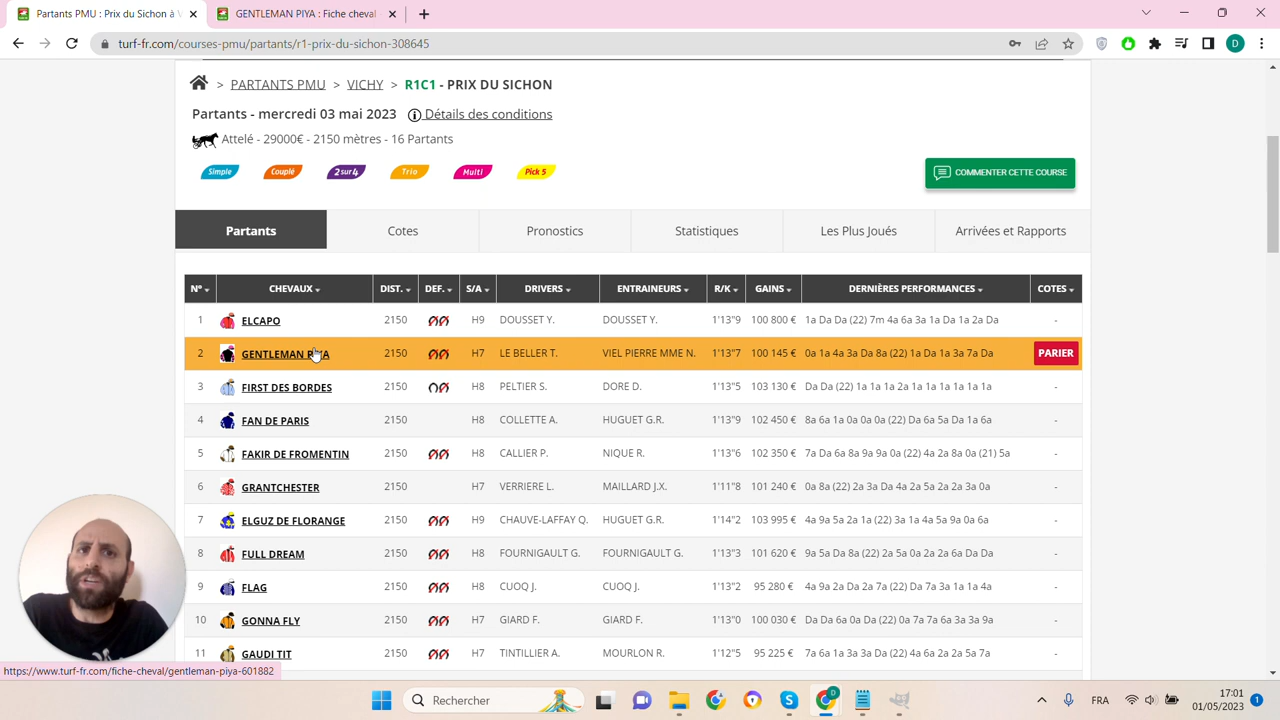 Partants PMU : Prix du Sichon à
GENTLEMAN PIYA : Fiche cheval
turf-fr.com/courses-pmu/partants/r1-prix-du-sichon-308645
D
> PARTANTS PMU > VICHY > R1C1 - PRIX DU SICHON
Partants - mercredi 03 mai 2023 Détails des conditions
Attelé - 29000€ - 2150 mètres - 16 Partants
Simple Couplé 2sur4 Trio Multi Pick 5
COMMENTER CETTE COURSE
Partants Cotes Pronostics Statistiques Les Plus Joués Arrivées et Rapports
N° CHEVAUX DIST. DEF. S/A DRIVERS ENTRAINEURS R/K GAINS DERNIÈRES PERFORMANCES COTES
1 ELCAPO 2150 H9 DOUSSET Y. DOUSSET Y. 1'13"9 100 800 € 1a Da Da (22) 7m 4a 6a 3a 1a Da 1a 2a Da -
2 GENTLEMAN PIYA 2150 H7 LE BELLER T. VIEL PIERRE MME N. 1'13"7 100 145 € 0a 1a 4a 3a Da 8a (22) 1a Da 1a 3a 7a Da PARIER
3 FIRST DES BORDES 2150 H8 PELTIER S. DORE D. 1'13"5 103 130 € Da Da (22) 1a 1a 1a 2a 1a 1a 1a 1a 1a 1a -
4 FAN DE PARIS 2150 H8 COLLETTE A. HUGUET G.R. 1'13"9 102 450 € 8a 6a 1a 0a 0a 0a (22) Da 6a 5a Da 1a 6a -
5 FAKIR DE FROMENTIN 2150 H8 CALLIER P. NIQUE R. 1'13"6 102 350 € 7a Da 6a 8a 9a 9a 0a (22) 4a 2a 8a 0a (21) 5a -
6 GRANTCHESTER 2150 H7 VERRIERE L. MAILLARD J.X. 1'11"8 101 240 € 0a 8a (22) 2a 3a Da 4a 2a 5a 2a 2a 3a 0a -
7 ELGUZ DE FLORANGE 2150 H9 CHAUVE-LAFFAY Q. HUGUET G.R. 1'14"2 103 995 € 4a 9a 5a 2a 1a (22) 3a 1a 4a 5a 9a 0a 6a -
8 FULL DREAM 2150 H8 FOURNIGAULT G. FOURNIGAULT G. 1'13"3 101 620 € 9a 5a Da 8a (22) 2a 5a 0a 2a 2a 6a Da Da -
9 FLAG 2150 H8 CUOQ J. CUOQ J. 1'13"2 95 280 € 4a 9a 2a Da 2a 7a (22) Da 7a 3a 1a 1a 4a -
10 GONNA FLY 2150 H7 GIARD F. GIARD F. 1'13"2 100 030 € Da Da 6a 0a Da (22) 0a 7a 7a 6a 3a 3a 9a -
11 GAUDI TIT 2150 H7 TINTILLIER A. MOURLON R. 1'12"5 95 225 € 7a 6a 1a 3a 3a Da (22) 4a 6a 2a 2a 5a 7a -
https://www.turf-fr.com/fiche-cheval/gentleman-piya-601882
Rechercher
FRA
17:01
01/05/2023